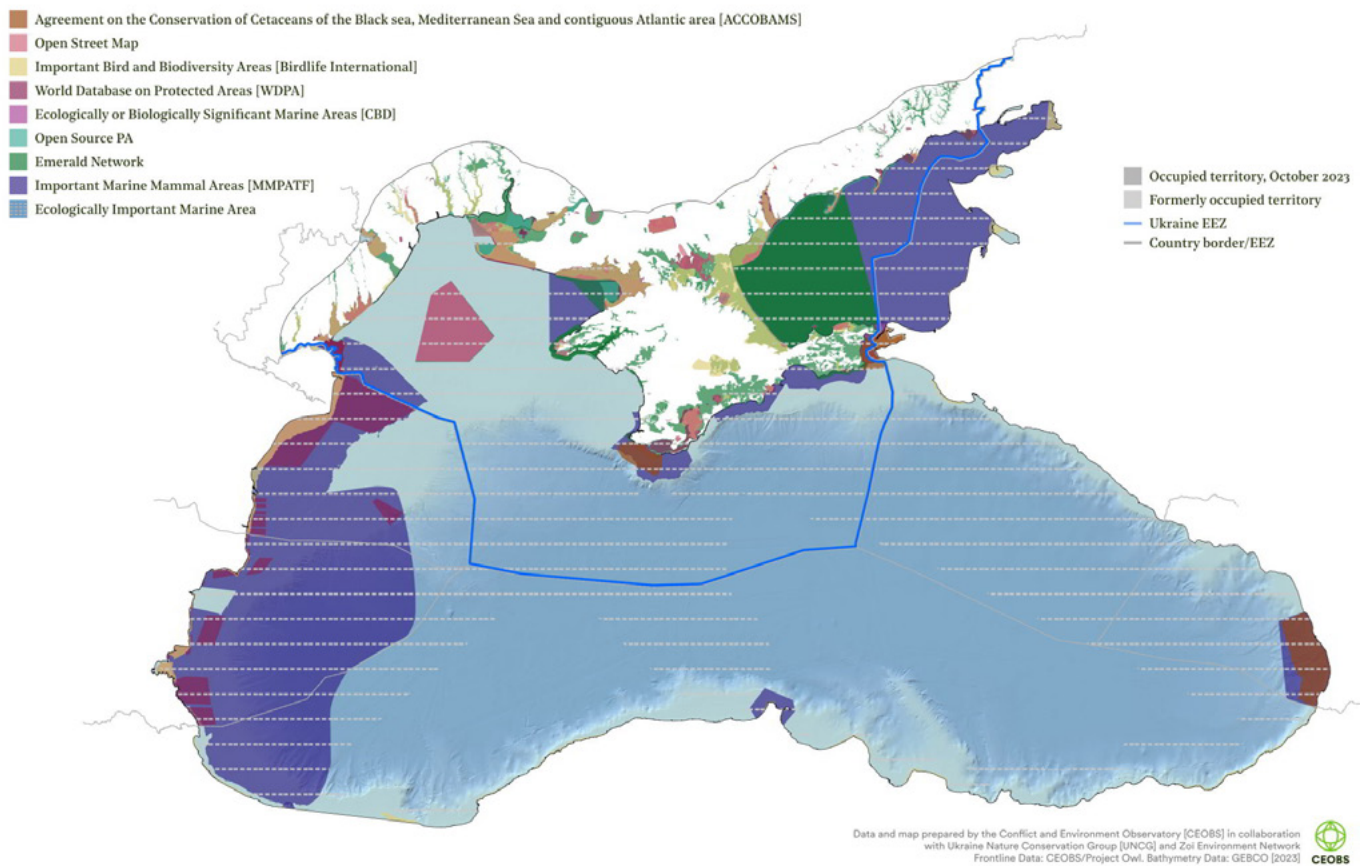 Agreement on the Conservation of Cetaceans of the Black sea, Mediterranean Sea and contiguous Atlantic area [ACCOBAMS]
Open Street Map
Important Bird and Biodiversity Areas [Birdlife International]
World Database on Protected Areas [WDPA]
Ecologically or Biologically Significant Marine Areas [CBD]
Open Source PA
Emerald Network
Important Marine Mammal Areas [MMPATF]
Ecologically Important Marine Area
Occupied territory, October 2023
Formerly occupied territory
Ukraine EEZ
Country border/EEZ
Data and map prepared by the Conflict and Environment Observatory [CEOBS] in collaboration
with Ukraine Nature Conservation Group [UNCG] and Zoi Environment Network
Frontline Data: CEOBS/Project Owl. Bathymetry Data: GEBCO [2023]
CEOBS